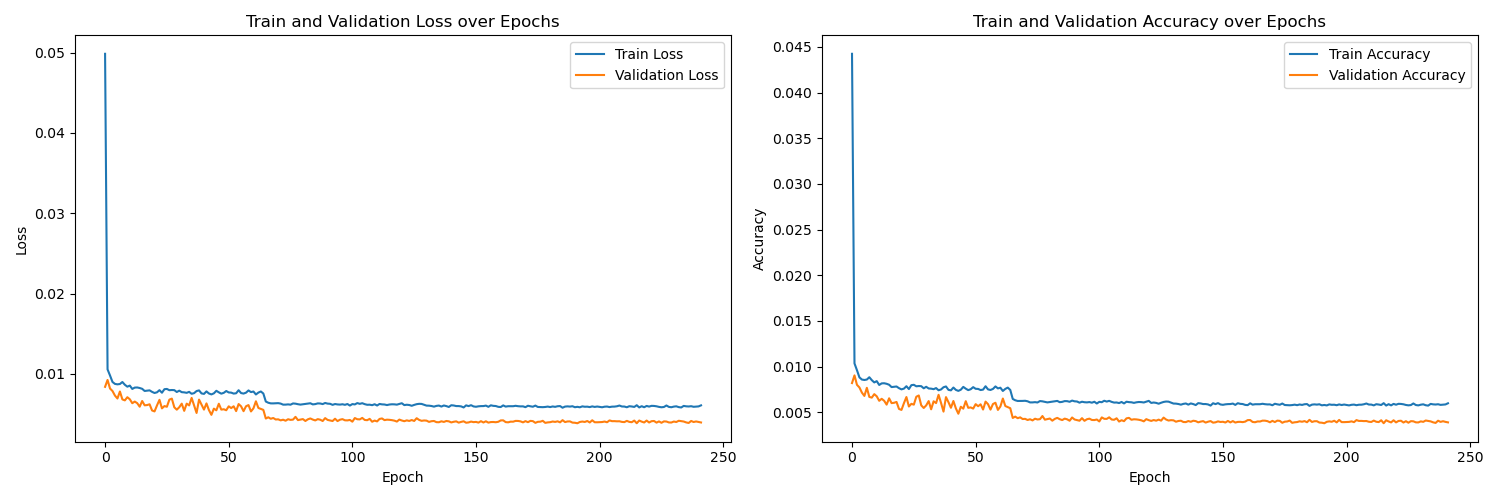 Train and Validation Loss over Epochs
Train Loss
Validation Loss
0.05
0.04
0.03
0.02
0.01
Loss
0
50
100
150
200
250
Epoch
Train and Validation Accuracy over Epochs
Train Accuracy
Validation Accuracy
0.045
0.040
0.035
0.030
0.025
0.020
0.015
0.010
0.005
Accuracy
0
50
100
150
200
250
Epoch